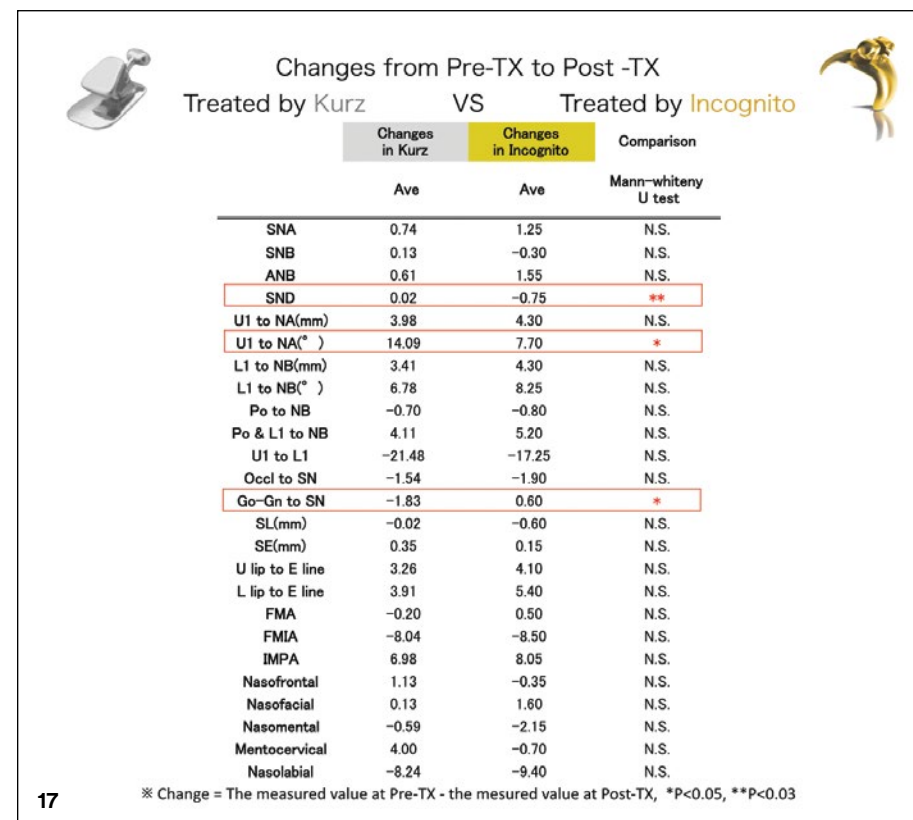 Changes from Pre-TX to Post -TX
Treated by Kurz VS Treated by Incognito
Changes in Kurz Changes in Incognito Comparison
Ave Ave Mann-whiteny U test
SNA 0.74 1.25 N.S.
SNB 0.13 -0.30 N.S.
ANB 0.61 1.55 N.S.
SND 0.02 -0.75 **
U1 to NA(mm) 3.98 4.30 N.S.
U1 to NA(° ) 14.09 7.70 *
L1 to NB(mm) 3.41 4.30 N.S.
L1 to NB(° ) 6.78 8.25 N.S.
Po to NB -0.70 -0.80 N.S.
Po & L1 to NB 4.11 5.20 N.S.
U1 to L1 -21.48 -17.25 N.S.
Occl to SN -1.54 -1.90 N.S.
Go-Gn to SN -1.83 0.60 *
SL(mm) -0.02 -0.60 N.S.
SE(mm) 0.35 0.15 N.S.
U lip to E line 3.26 4.10 N.S.
L lip to E line 3.91 5.40 N.S.
FMA -0.20 0.50 N.S.
FMIA -8.04 -8.50 N.S.
IMPA 6.98 8.05 N.S.
Nasofrontal 1.13 -0.35 N.S.
Nasofacial 0.13 1.60 N.S.
Nasomental -0.59 -2.15 N.S.
Mentocervical 4.00 -0.70 N.S.
Nasolabial -8.24 -9.40 N.S.
※ Change = The measured value at Pre-TX - the mesured value at Post-TX, *P<0.05, **P<0.03
17